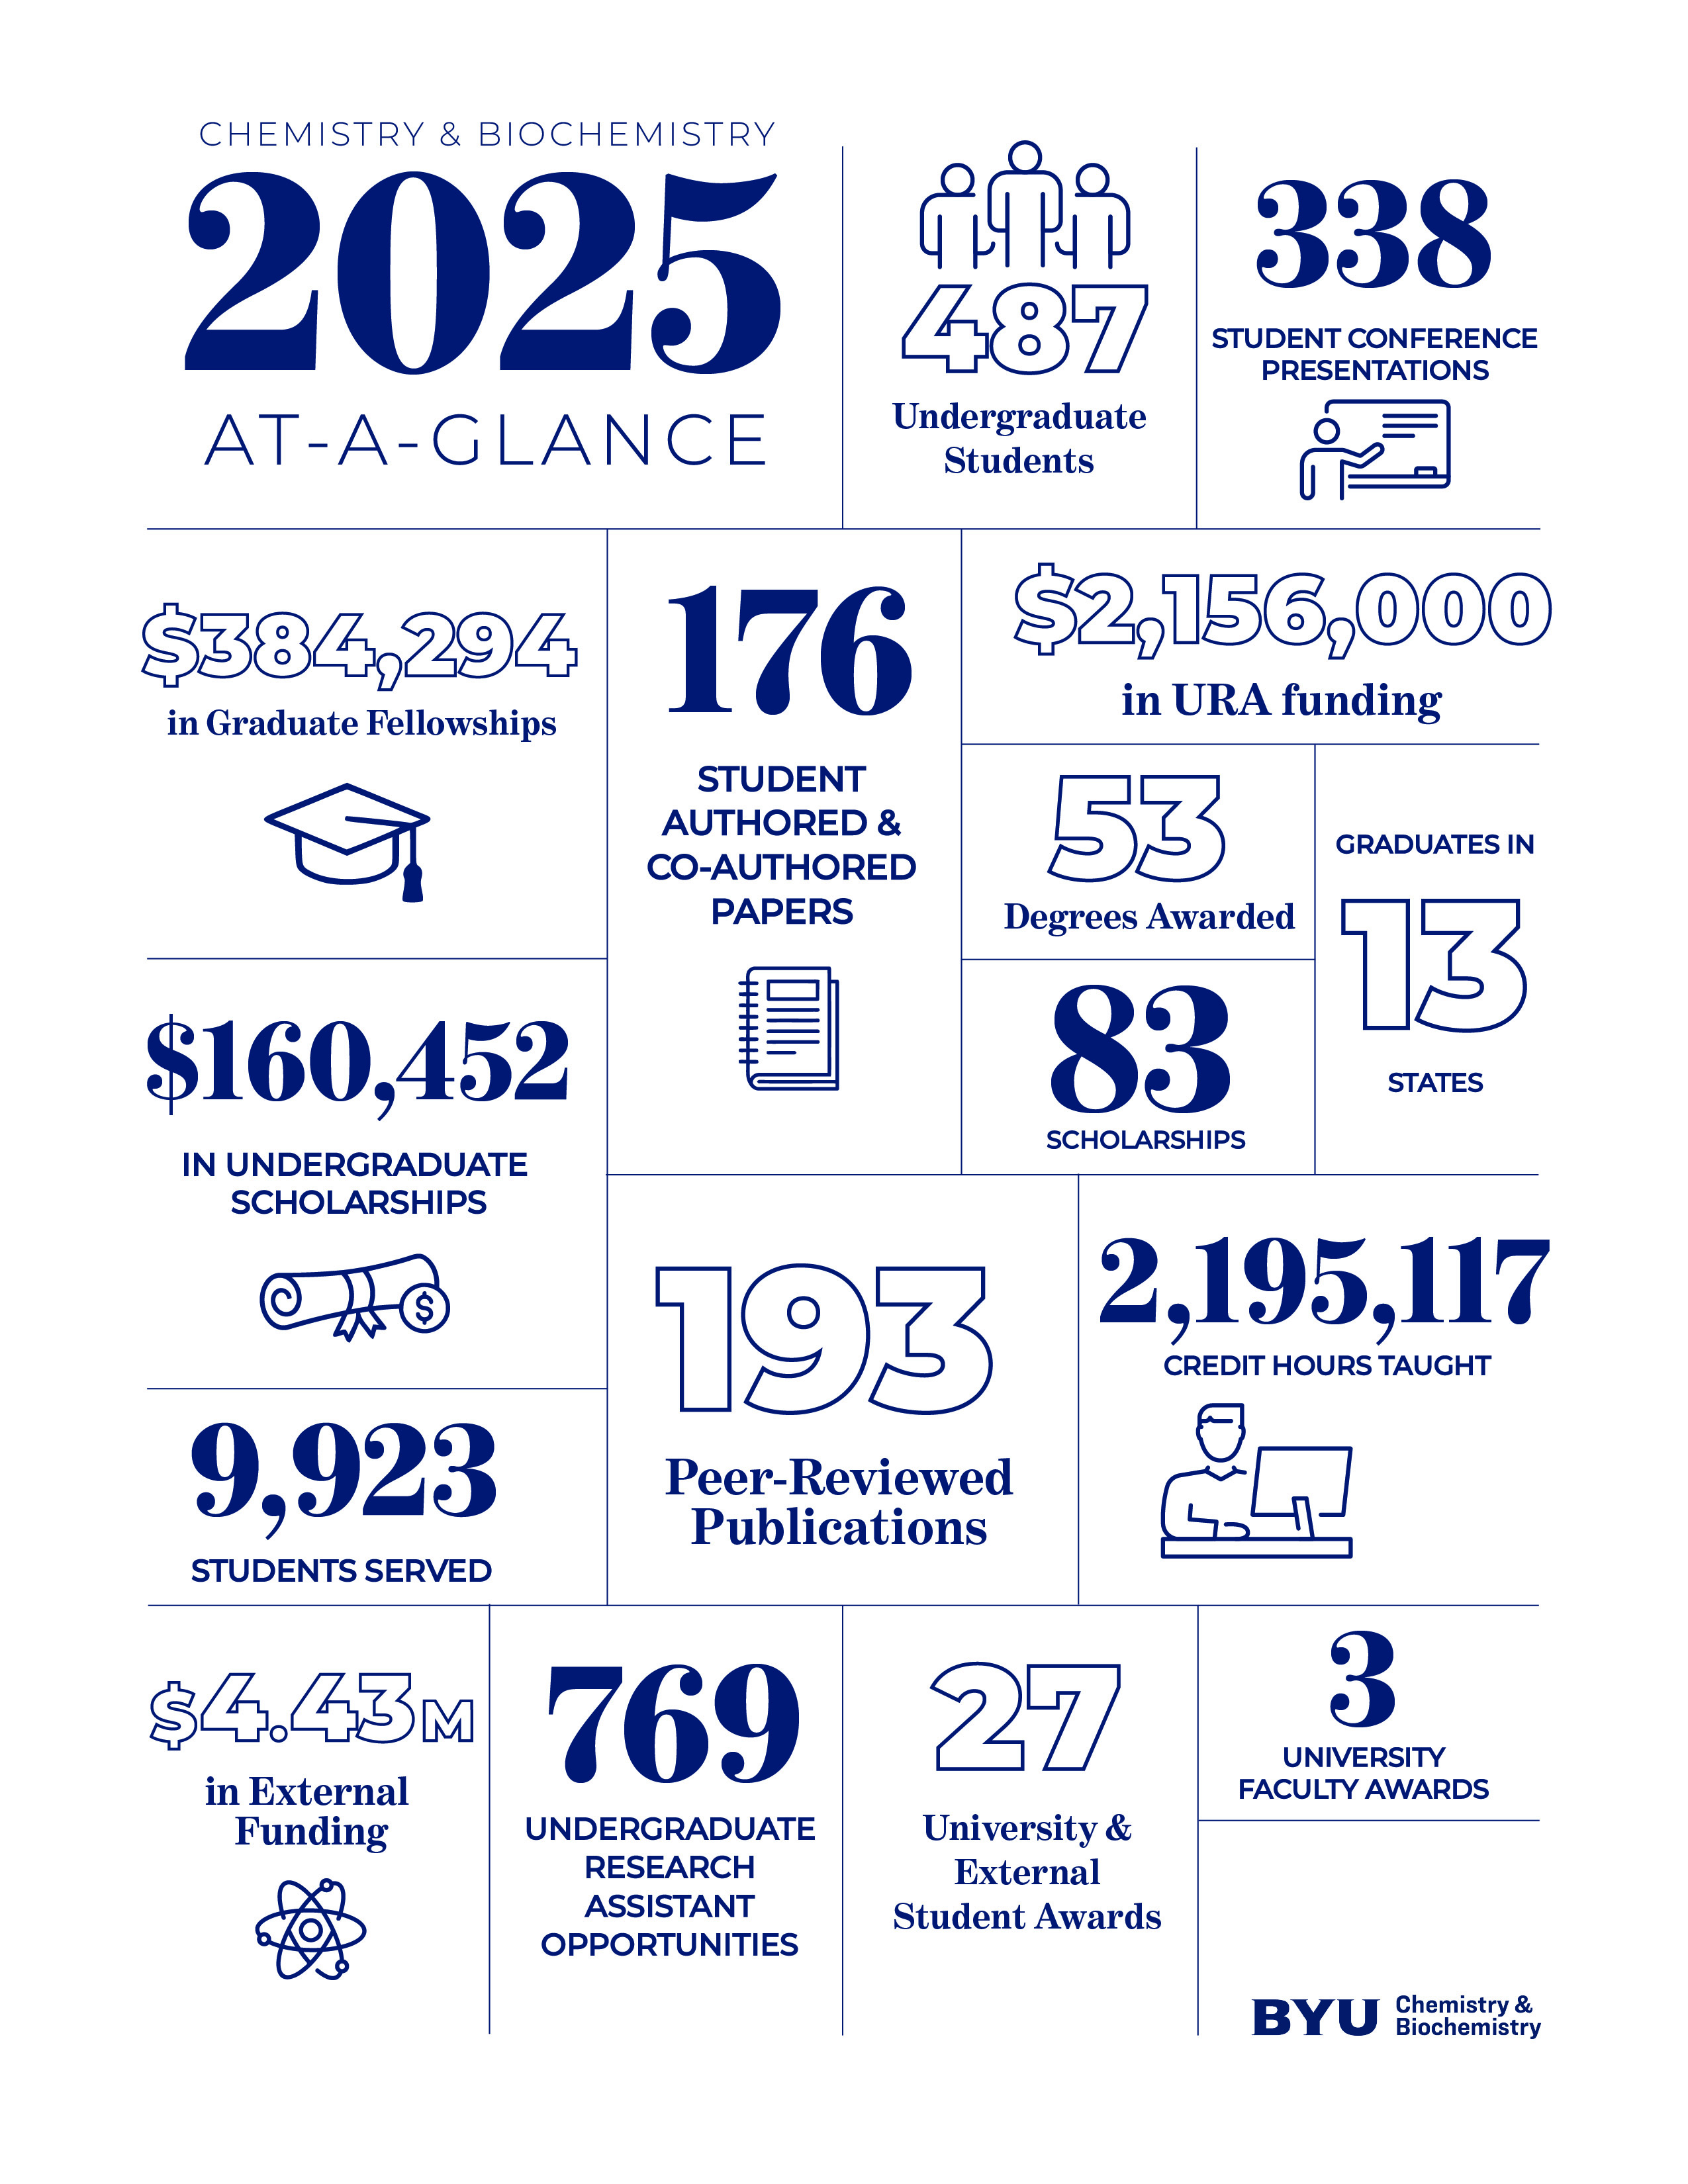 CHEMISTRY & BIOCHEMISTRY
2025
AT-A-GLANCE
487
Undergraduate
Students
338
STUDENT CONFERENCE
PRESENTATIONS
$384,294
in Graduate Fellowships
176
STUDENT
AUTHORED &
CO-AUTHORED
PAPERS
$2,156,000
in URA funding
53
Degrees Awarded
GRADUATES IN
13
STATES
83
SCHOLARSHIPS
$160,452
IN UNDERGRADUATE
SCHOLARSHIPS
$
193
Peer-Reviewed
Publications
2,195,117
CREDIT HOURS TAUGHT
9,923
STUDENTS SERVED
$4.43M
in External
Funding
769
UNDERGRADUATE
RESEARCH
ASSISTANT
OPPORTUNITIES
27
University &
External
Student Awards
3
UNIVERSITY
FACULTY AWARDS
BYU Chemistry &
Biochemistry